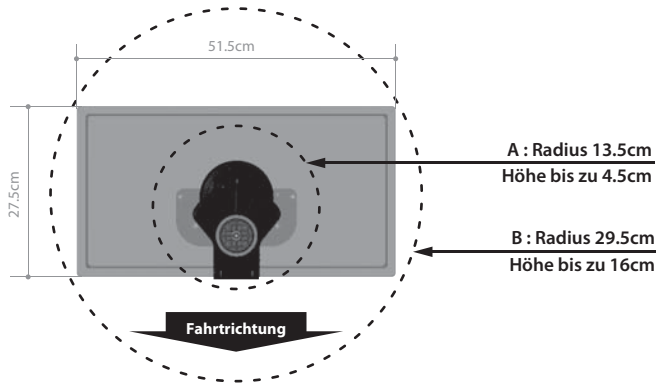 51.5cm
27.5cm
A : Radius 13.5cm
Höhe bis zu 4.5cm
B : Radius 29.5cm
Höhe bis zu 16cm
Fahrtrichtung